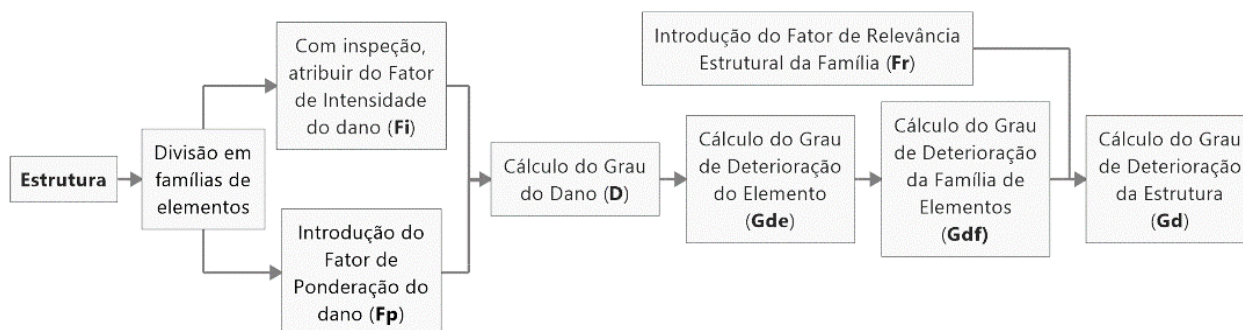 Estrutura
Divisão em
famílias de
elementos
Com inspeção,
atribuir do Fator
de Intensidade
do dano (Fi)
Introdução do
Fator de
Ponderação do
dano (Fp)
Cálculo do Grau
do Dano (D)
Cálculo do Grau
de Deterioração
do Elemento
(Gde)
Introdução do Fator de Relevância
Estrutural da Família (Fr)
Cálculo do Grau
de Deterioração
da Família de
Elementos
(Gdf)
Cálculo do Grau
de Deterioração
da Estrutura
(Gd)